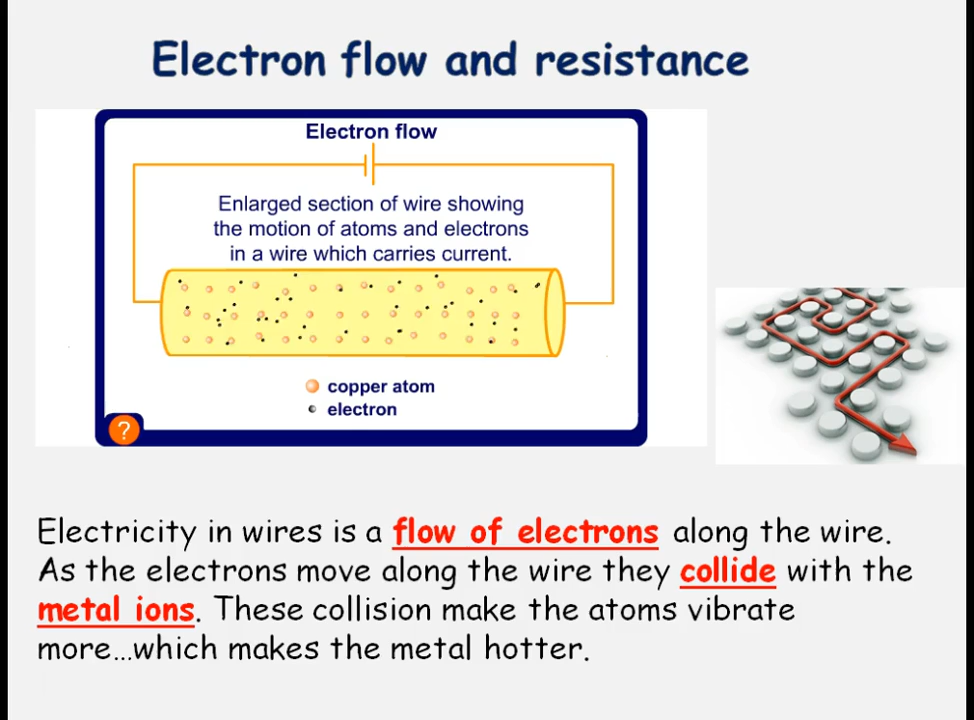 Electron flow and resistance
Electron flow
Enlarged section of wire showing
the motion of atoms and electrons
in a wire which carries current.
copper atom
electron
?
Electricity in wires is a flow of electrons along the wire.
As the electrons move along the wire they collide with the
metal ions. These collision make the atoms vibrate
more…which makes the metal hotter.